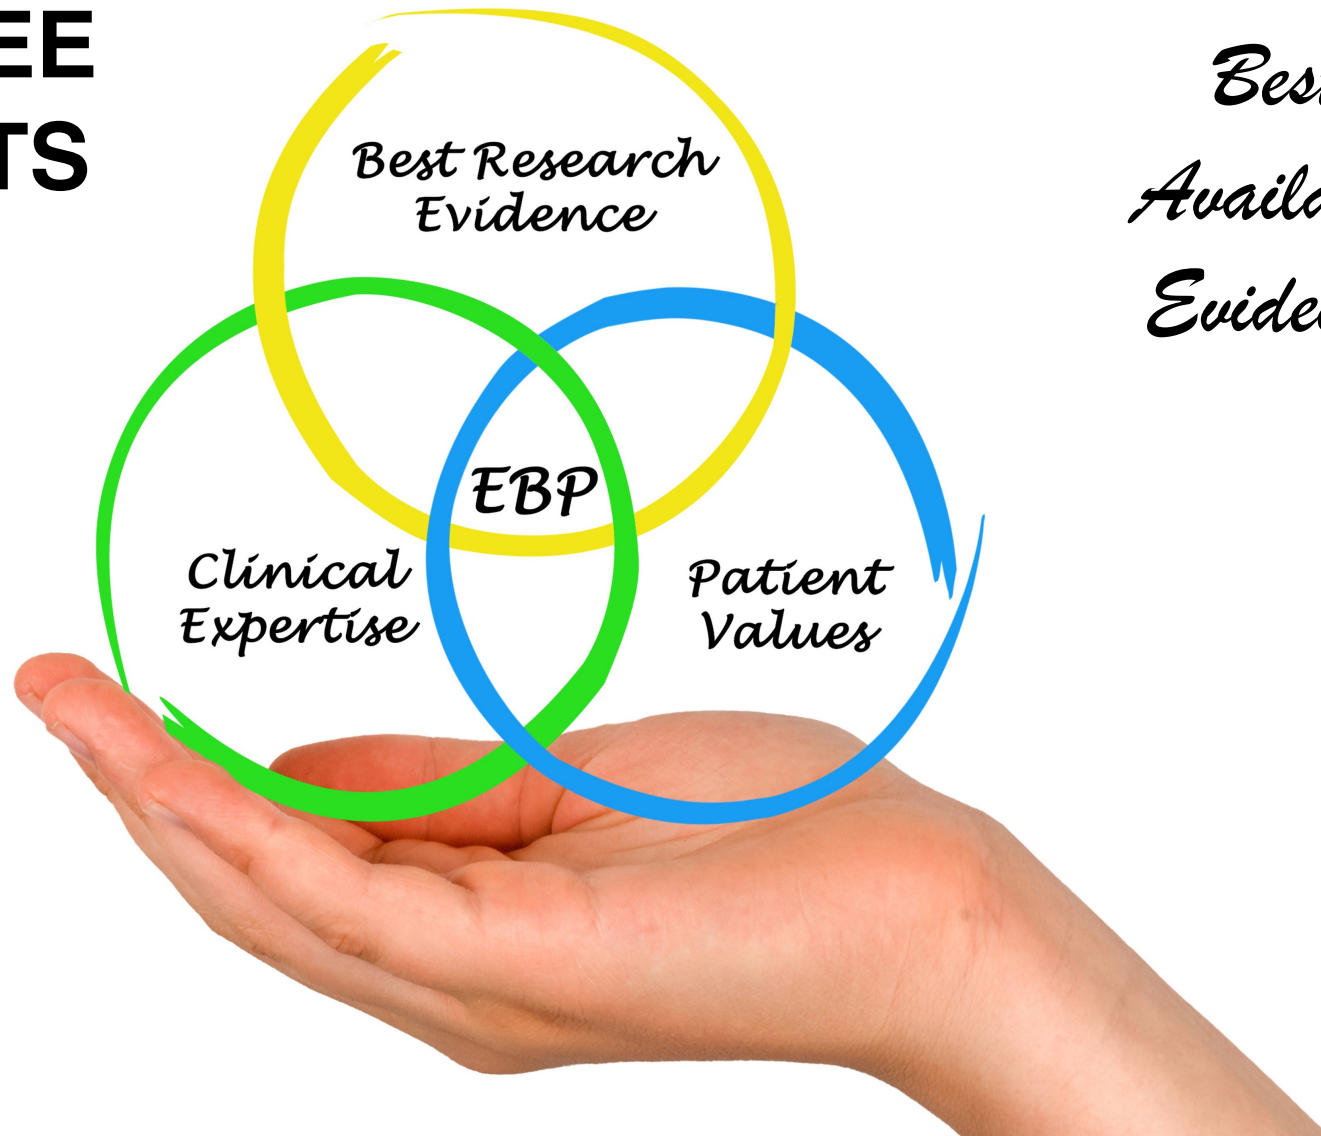 EE
TS
Best Research
Evidence
EBP
Clinical
Expertise
Patient
Values
Bes
Availa
Evide